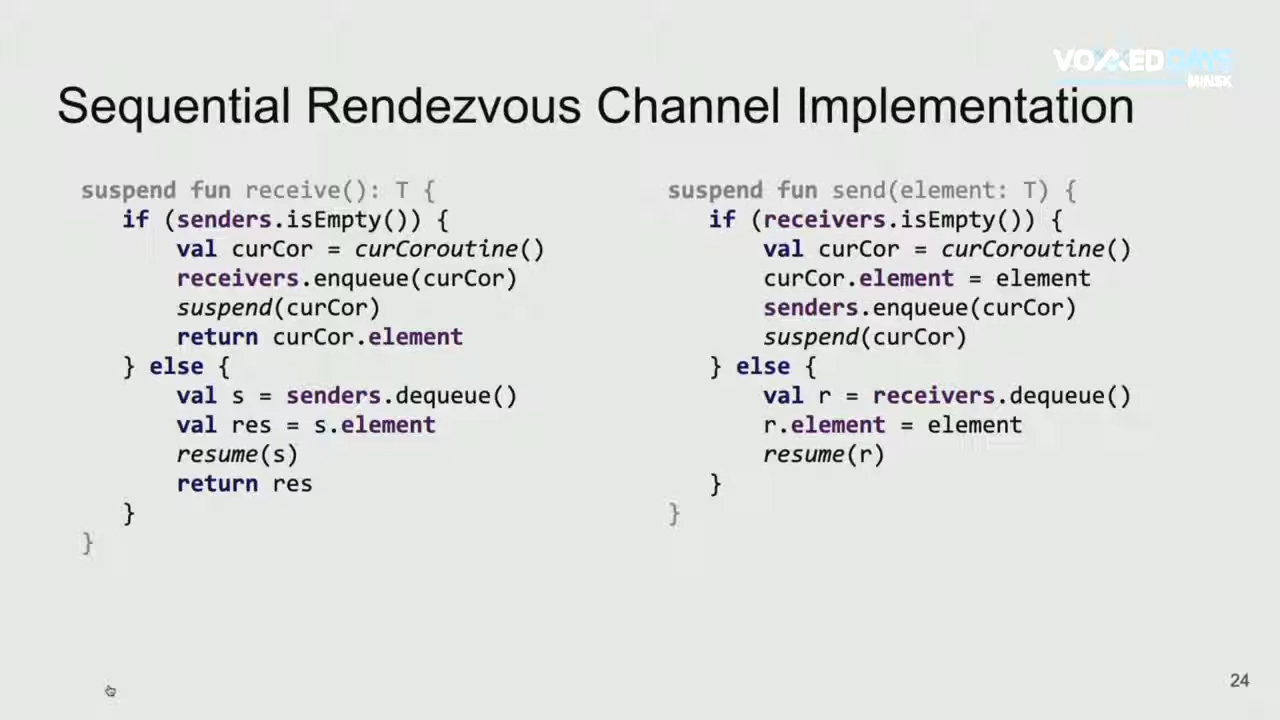 VOXXED DAYS
MINSK
Sequential Rendezvous Channel Implementation
suspend fun receive(): T {
if (senders.isEmpty()) {
val curCor = curCoroutine()
receivers.enqueue(curCor)
suspend(curCor)
return curCor.element
} else {
val s = senders.dequeue()
val res = s.element
resume(s)
return res
}
}
suspend fun send(element: T) {
if (receivers.isEmpty()) {
val curCor = curCoroutine()
curCor.element = element
senders.enqueue(curCor)
suspend(curCor)
} else {
val r = receivers.dequeue()
r.element = element
resume(r)
}
}
24